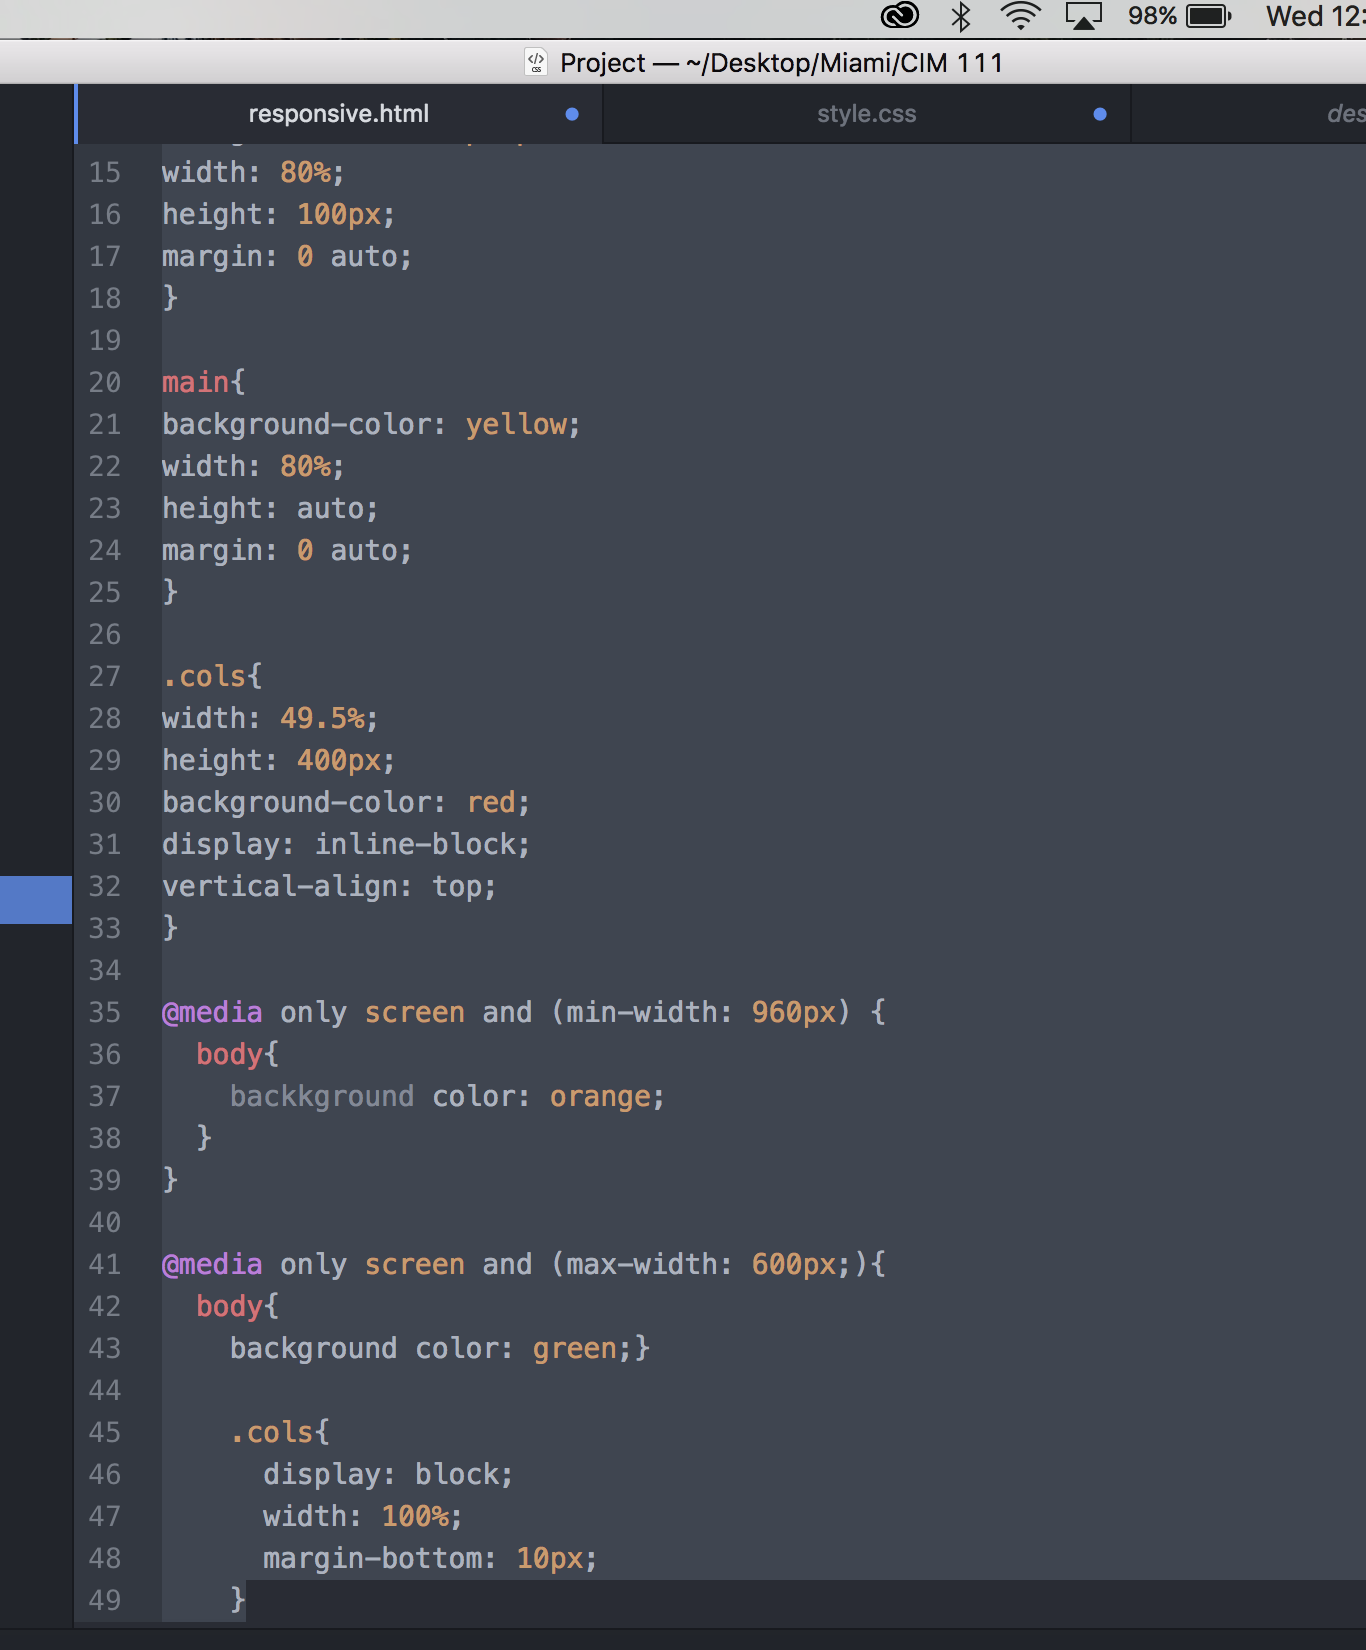 98% Wed 12:
Project — ~/Desktop/Miami/CIM 111
responsive.html style.css des
15 width: 80%;
16 height: 100px;
17 margin: 0 auto;
18 }
19
20 main{
21 background-color: yellow;
22 width: 80%;
23 height: auto;
24 margin: 0 auto;
25 }
26
27 .cols{
28 width: 49.5%;
29 height: 400px;
30 background-color: red;
31 display: inline-block;
32 vertical-align: top;
33 }
34
35 @media only screen and (min-width: 960px) {
36 body{
37 backkground color: orange;
38 }
39 }
40
41 @media only screen and (max-width: 600px;){
42 body{
43 background color: green;}
44
45 .cols{
46 display: block;
47 width: 100%;
48 margin-bottom: 10px;
49 }